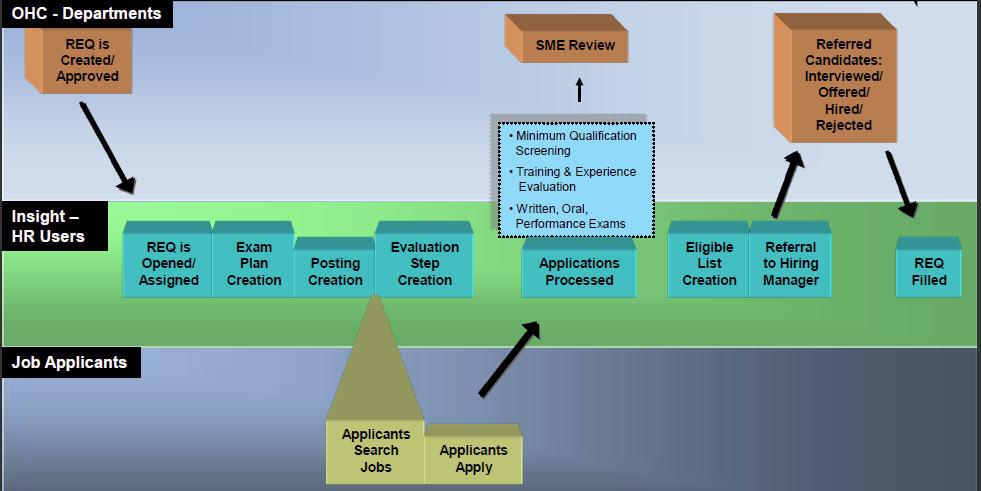 OHC - Departments
REQ is
Created/
Approved
SME Review
Referred
Candidates:
Interviewed/
Offered/
Hired/
Rejected
• Minimum Qualification
Screening
• Training & Experience
Evaluation
• Written, Oral,
Performance Exams
Insight –
HR Users
REQ is
Opened/
Assigned
Exam
Plan
Creation
Posting
Creation
Evaluation
Step
Creation
Applications
Processed
Eligible
List
Creation
Referral
to Hiring
Manager
REQ
Filled
Job Applicants
Applicants
Search
Jobs
Applicants
Apply